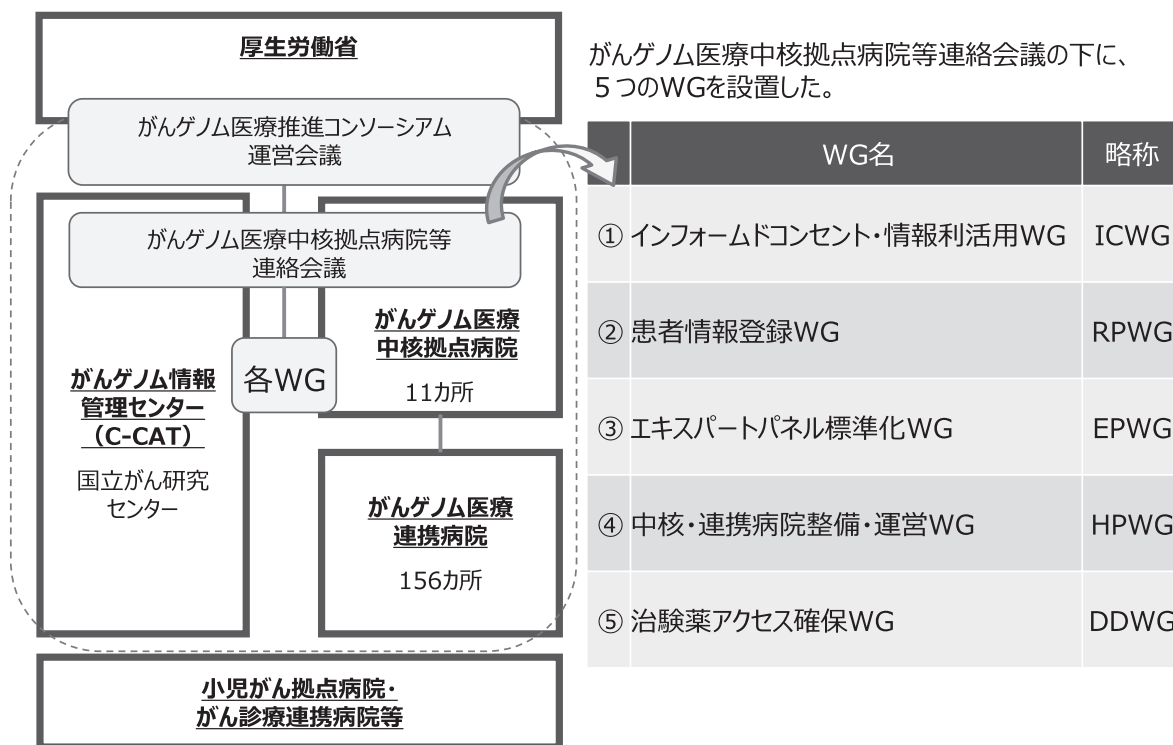 厚生労働省
がんゲノム医療推進コンソーシアム
運営会議
がんゲノム医療中核拠点病院等
連絡会議
がんゲノム医療
中核拠点病院
11カ所
各WG
がんゲノム情報
管理センター
（C-CAT）
国立がん研究
センター
がんゲノム医療
連携病院
156カ所
小児がん拠点病院・
がん診療連携病院等
がんゲノム医療中核拠点病院等連絡会議の下に、
５つのWGを設置した。
WG名 略称
① インフォームドコンセント・情報利活用WG ICWG
② 患者情報登録WG RPWG
③ エキスパートパネル標準化WG EPWG
④ 中核・連携病院整備・運営WG HPWG
⑤ 治験薬アクセス確保WG DDWG